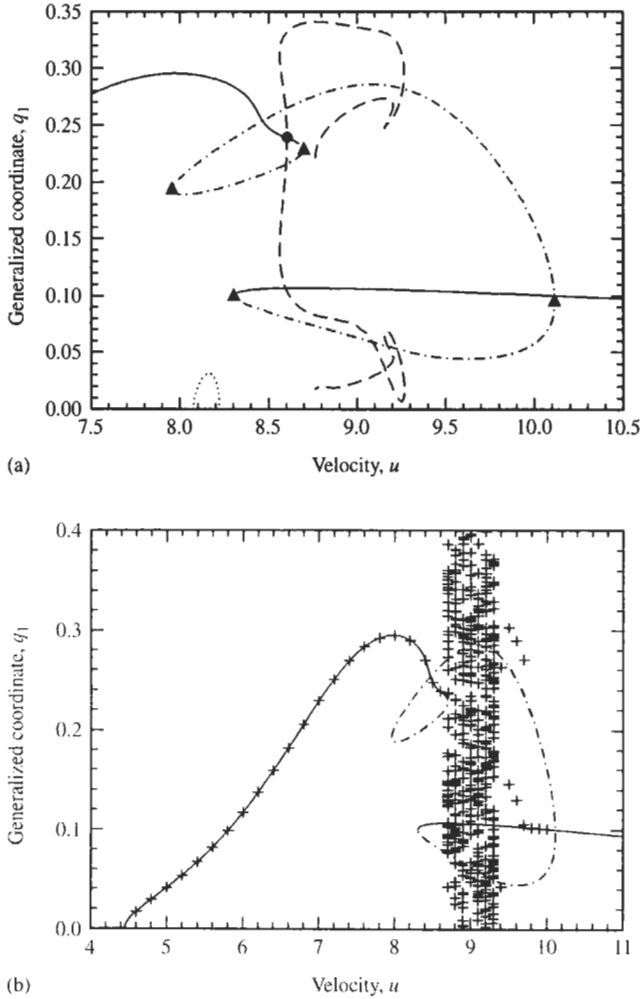 0.35
0.30
0.25
0.20
0.15
0.10
0.05
0.00
Generalized coordinate, q1
7.5 8.0 8.5 9.0 9.5 10.0 10.5
(a)
Velocity, u
0.4
0.3
0.2
0.1
0.0
Generalized coordinate, q1
4 5 6 7 8 9 10 11
(b)
Velocity, u